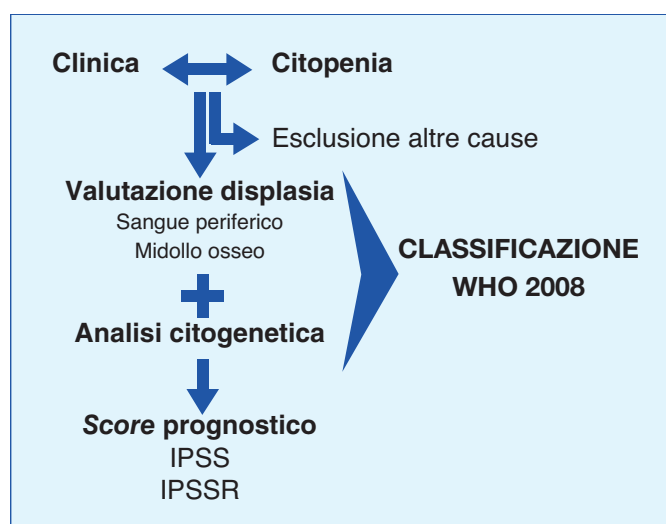 Clinica
Citopenia
Esclusione altre cause
Valutazione displasia
Sangue periferico
Midollo osseo
CLASSIFICAZIONE
WHO 2008
Analisi citogenetica
Score prognostico
IPSS
IPSSR